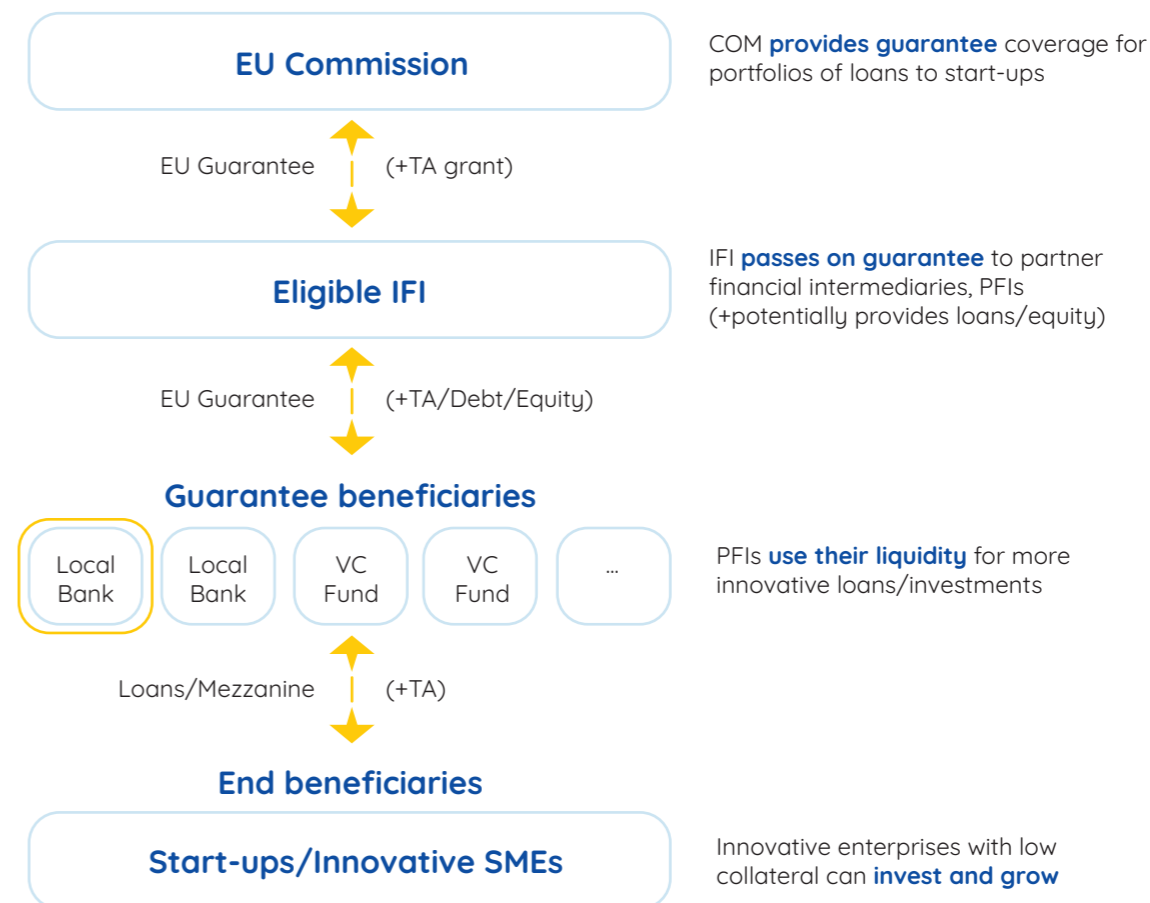 EU Commission
COM provides guarantee coverage for
portfolios of loans to start-ups
EU Guarantee
(+TA grant)
Eligible IFI
IFI passes on guarantee to partner
financial intermediaries, PFIs
(+potentially provides loans/equity)
EU Guarantee
(+TA/Debt/Equity)
Guarantee beneficiaries
Local
Bank
Local
Bank
VC
Fund
VC
Fund
...
PFIs use their liquidity for more
innovative loans/investments
Loans/Mezzanine
(+TA)
End beneficiaries
Start-ups/Innovative SMEs
Innovative enterprises with low
collateral can invest and grow